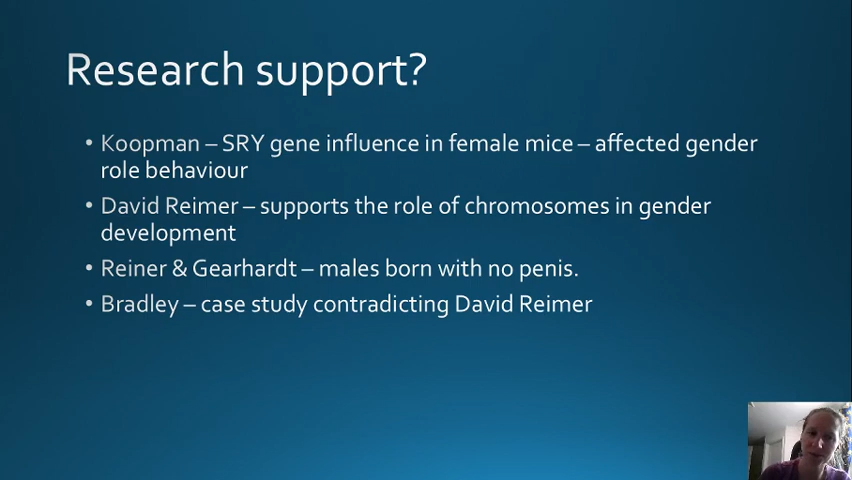 Research support?
• Koopman – SRY gene influence in female mice – affected gender
role behaviour
• David Reimer – supports the role of chromosomes in gender
development
• Reiner & Gearhardt – males born with no penis.
• Bradley – case study contradicting David Reimer